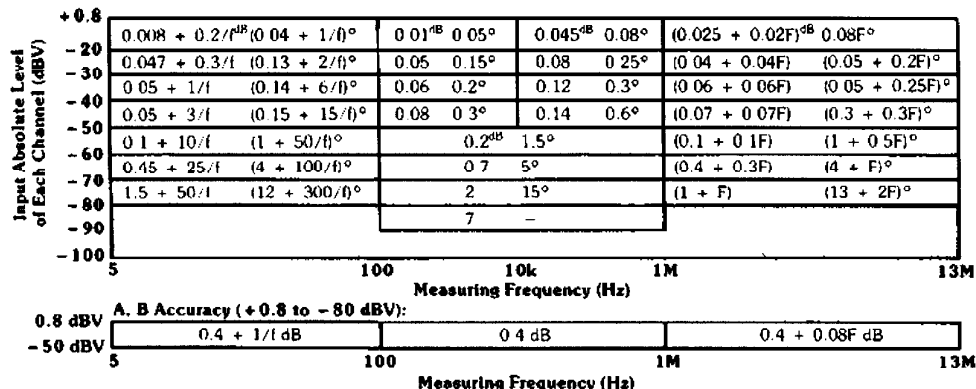 +0.8
0.008 + 0.2/f dB (0 04 + 1/f)° 0 01 dB 0 05° 0.045 dB 0.08° (0.025 + 0.02F) dB 0.08F°
-20
0.047 + 0.3/f (0.13 + 2/f)° 0.05 0.15° 0.08 0 25° (0 04 + 0.04F) (0.05 + 0.2F)°
-30
0 05 + 1/f (0.14 + 6/f)° 0.06 0.2° 0.12 0.3° (0 06 + 0 06F) (0 05 + 0.25F)°
-40
0.05 + 3/f (0.15 + 15/f)° 0.08 0 3° 0.14 0.6° (0.07 + 0 07F) (0.3 + 0.3F)°
-50
0 1 + 10/f (1 + 50/f)° 0.2 dB 1.5° (0.1 + 0 1F) (1 + 0 5F)°
-60
0.45 + 25/f (4 + 100/f)° 0 7 5° (0.4 + 0.3F) (4 + F)°
-70
1.5 + 50/f (12 + 300/f)° 2 15° (1 + F) (13 + 2F)°
-80
7 –
-90
-100
Input Absolute Level
of Each Channel (dBV)
5 100 10k 1M 13M
Measuring Frequency (Hz)
A, B Accuracy (+0.8 to -80 dBV):
0.8 dBV
0.4 + 1/f dB 0 4 dB 0.4 + 0.08F dB
-50 dBV
5 100 1M 13M
Measuring Frequency (Hz)